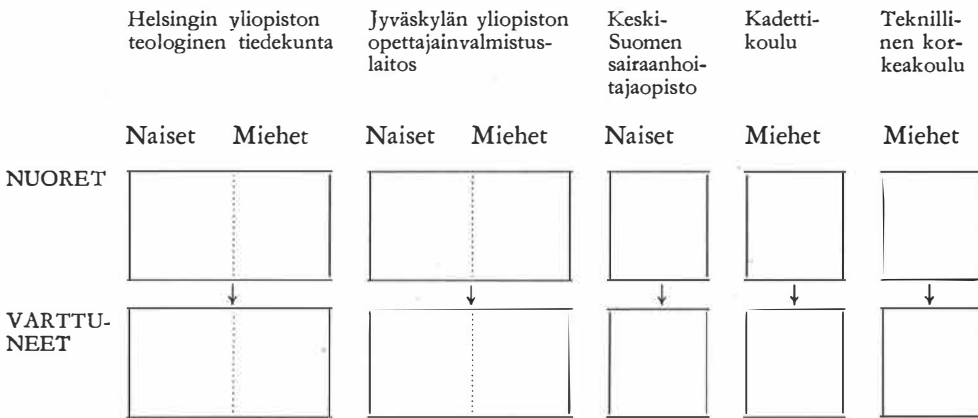 Helsingin yliopiston
teologinen tiedekunta
Jyväskylän yliopiston
opettajainvalmistus-
laitos
Keski-
Suomen
sairaanhoi-
tajaopisto
Kadetti-
koulu
Teknilli-
nen kor-
keakoulu
Naiset Miehet Naiset Miehet Naiset Miehet Miehet
NUORET
VARTTU-
NEET